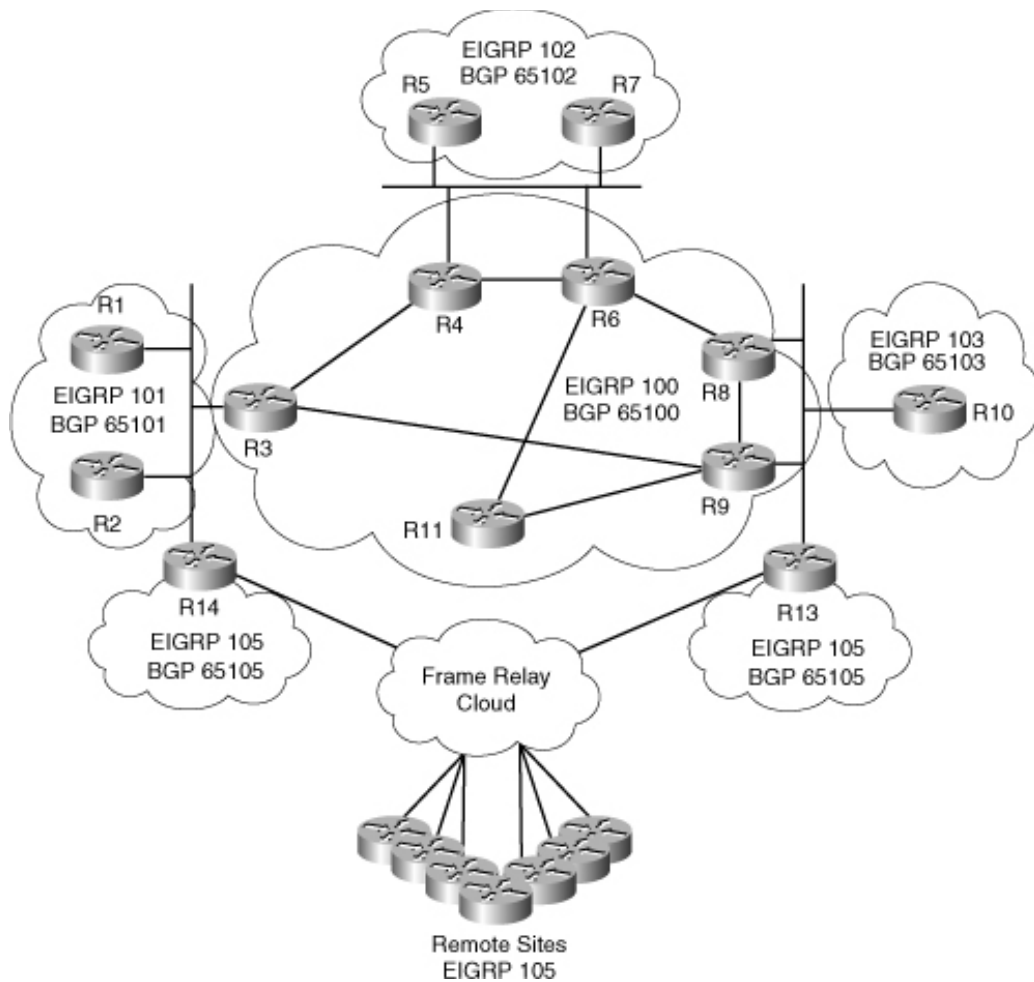 EIGRP 102
BGP 65102
R5
R7
R4
R6
R1
EIGRP 101
BGP 65101
R2
R3
EIGRP 100
BGP 65100
R8
R9
R11
EIGRP 103
BGP 65103
R10
R14
EIGRP 105
BGP 65105
R13
EIGRP 105
BGP 65105
Frame Relay
Cloud
Remote Sites
EIGRP 105